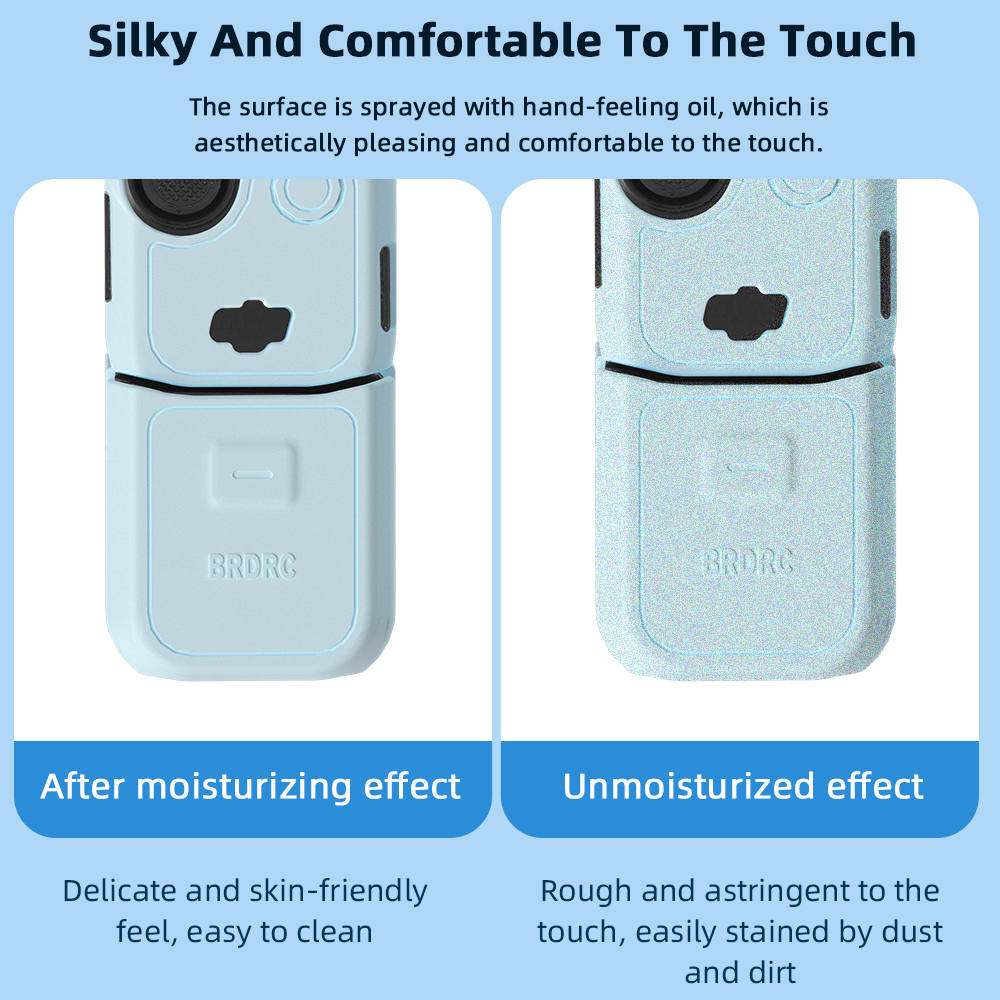 Silky And Comfortable To The Touch
The surface is sprayed with hand-feeling oil, which is
aesthetically pleasing and comfortable to the touch.
BRDRC
BRDRC
After moisturizing effect
Unmoisturized effect
Delicate and skin-friendly
feel, easy to clean
Rough and astringent to the
touch, easily stained by dust
and dirt